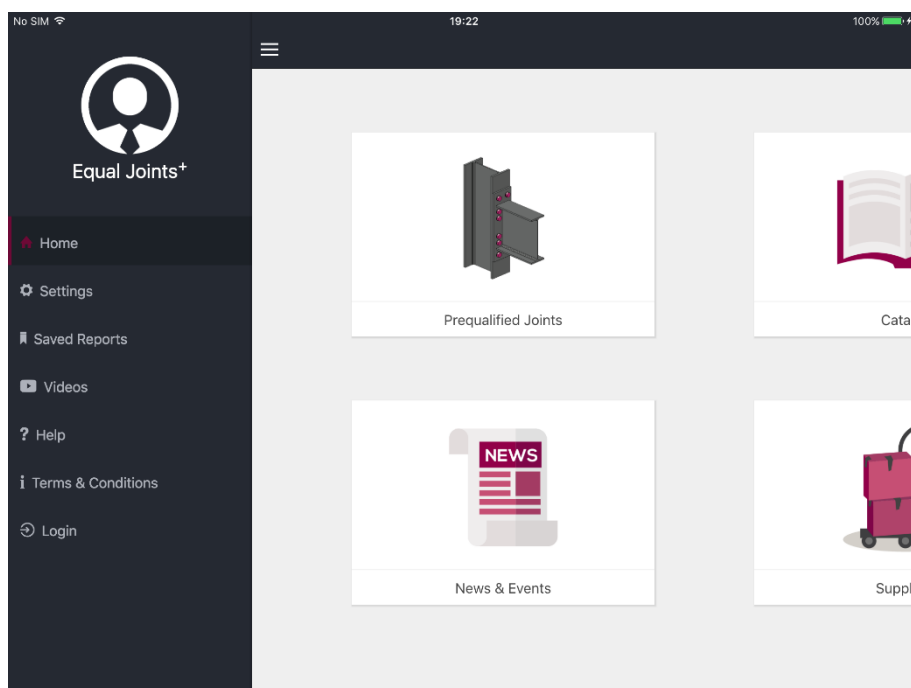 No SIM
19:22
100%
Equal Joints+
Home
Settings
Saved Reports
Videos
? Help
i Terms & Conditions
Login
Prequalified Joints
Cata
NEWS
News & Events
Suppl